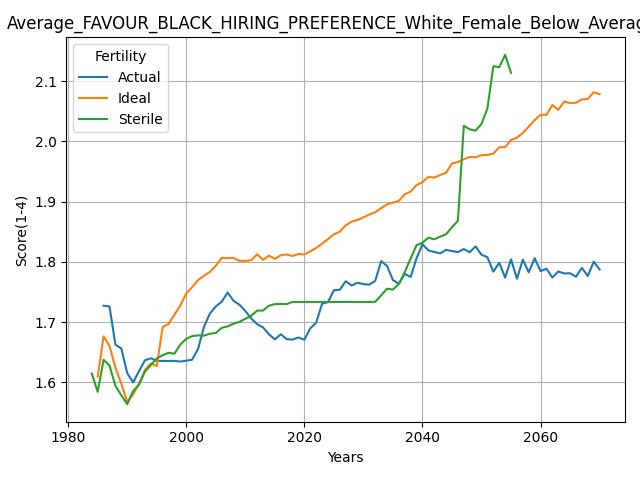 Average_FAVOUR_BLACK_HIRING_PREFERENCE_White_Female_Below_Averag
Fertility
Actual
Ideal
Sterile
2.1
2.0
1.9
1.8
1.7
1.6
Score(1-4)
1980 2000 2020 2040 2060
Years